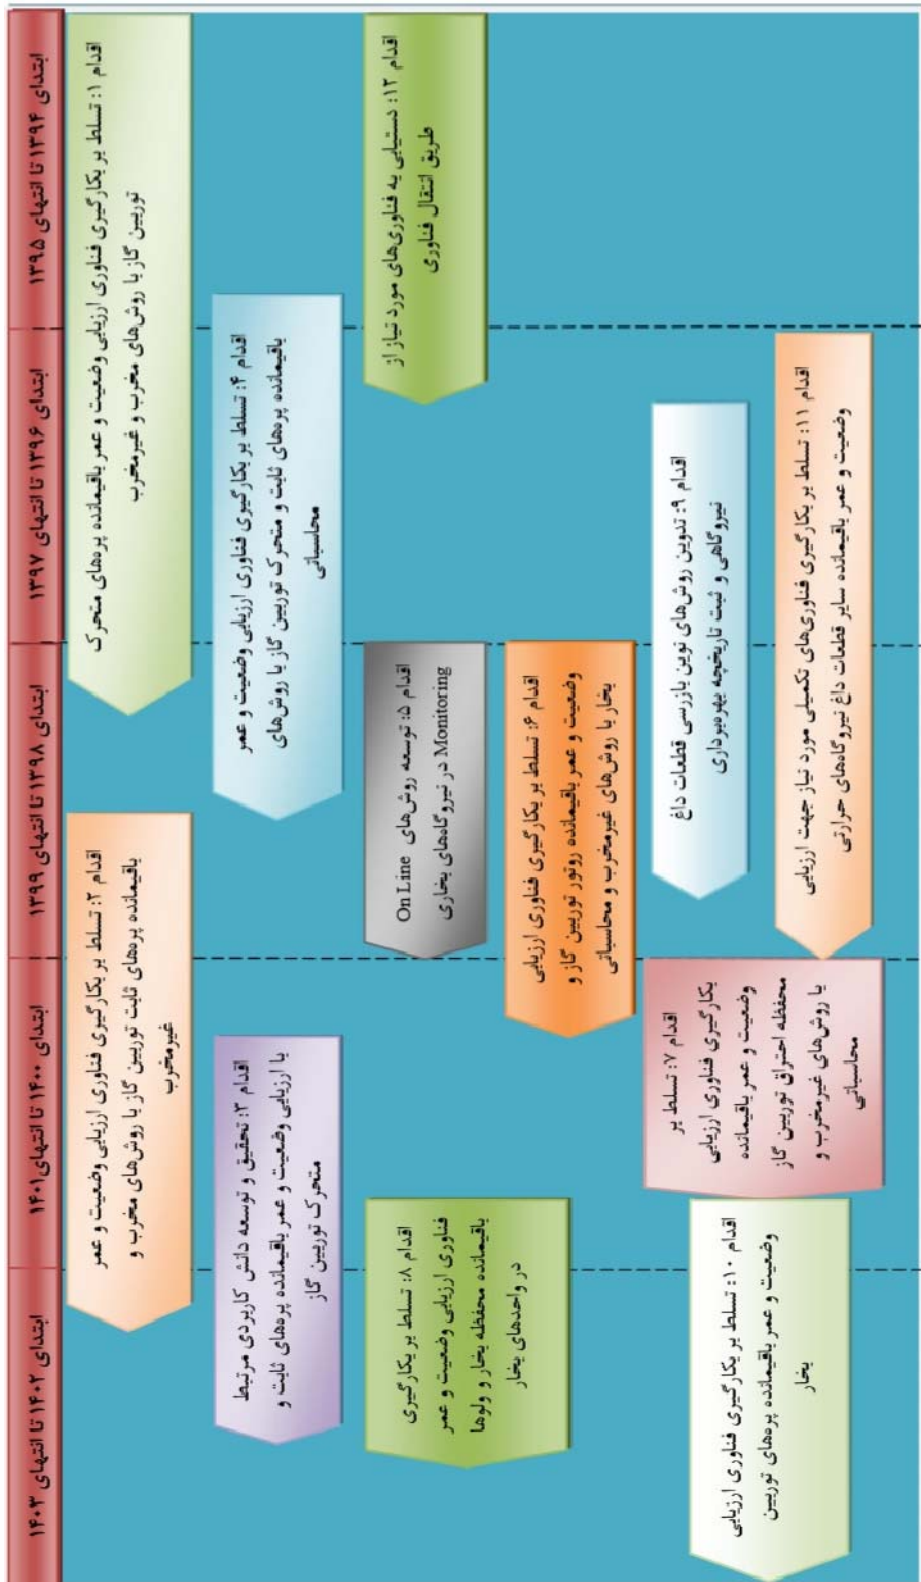 ابتدای ۱۳۹۴ تا انتهای ۱۳۹۵
ابتدای ۱۳۹۶ تا انتهای ۱۳۹۷
ابتدای ۱۳۹۸ تا انتهای ۱۳۹۹
ابتدای ۱۴۰۰ تا انتهای۱۴۰۱
ابتدای ۱۴۰۲ تا انتهای ۱۴۰۳
اقدام ۱: تسلط بر بکارگیری فناوری ارزیابی وضعیت و عمر باقیمانده پره‌های متحرک
توربین گاز با روش‌های مخرب و غیرمخرب
اقدام ۲: تسلط بر بکارگیری فناوری ارزیابی وضعیت و عمر
باقیمانده پره‌های ثابت توربین گاز با روش‌های مخرب و
غیرمخرب
اقدام ۴: تسلط بر بکارگیری فناوری ارزیابی وضعیت و عمر
باقیمانده پره‌های ثابت و متحرک توربین گاز با روش‌های
محاسباتی
اقدام ۳: تحقیق و توسعه دانش کاربردی مرتبط
با ارزیابی وضعیت و عمر باقیمانده پره‌های ثابت و
متحرک توربین گاز
اقدام ۱۲: دستیابی به فناوری‌های مورد نیاز از
طریق انتقال فناوری
اقدام ۵: توسعه روش‌های On Line
Monitoring در نیروگاه‌های بخاری
اقدام ۸: تسلط بر بکارگیری
فناوری ارزیابی وضعیت و عمر
باقیمانده محفظه بخار و ولوها
در واحدهای بخار
اقدام ۶: تسلط بر بکارگیری فناوری ارزیابی
وضعیت و عمر باقیمانده روتور توربین گاز و
بخار با روش‌های غیرمخرب و محاسباتی
اقدام ۹: تدوین روش‌های نوین بازرسی قطعات داغ
نیروگاهی و ثبت تاریخچه بهره‌برداری
اقدام ۷: تسلط بر
بکارگیری فناوری ارزیابی
وضعیت و عمر باقیمانده
محفظه احتراق توربین گاز
با روش‌های غیرمخرب و
محاسباتی
اقدام ۱۰: تسلط بر بکارگیری فناوری ارزیابی
وضعیت و عمر باقیمانده پره‌های توربین
بخار
اقدام ۱۱: تسلط بر بکارگیری فناوری‌های تکمیلی مورد نیاز جهت ارزیابی
وضعیت و عمر باقیمانده سایر قطعات داغ نیروگاه‌های حرارتی